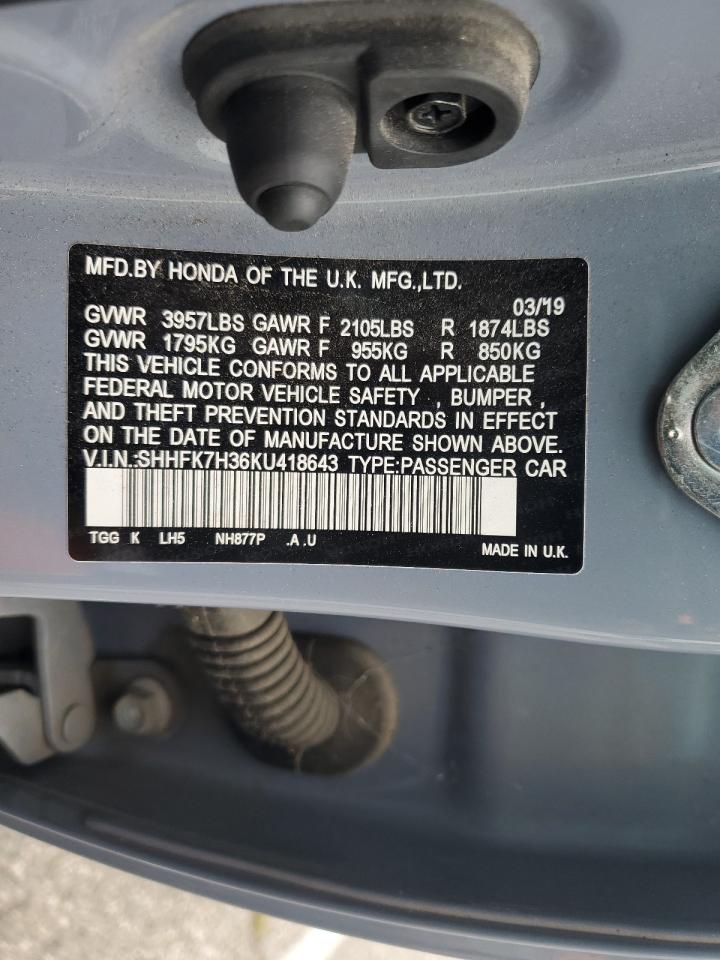 MFD.BY HONDA OF THE U.K. MFG.,LTD.
03/19
GVWR 3957LBS GAWR F 2105LBS R 1874LBS
GVWR 1795KG GAWR F 955KG R 850KG
THIS VEHICLE CONFORMS TO ALL APPLICABLE
FEDERAL MOTOR VEHICLE SAFETY , BUMPER ,
AND THEFT PREVENTION STANDARDS IN EFFECT
ON THE DATE OF MANUFACTURE SHOWN ABOVE.
V.I.N.:SHHFK7H36KU418643 TYPE:PASSENGER CAR
TGG K LH5 NH877P .A .U
MADE IN U.K.